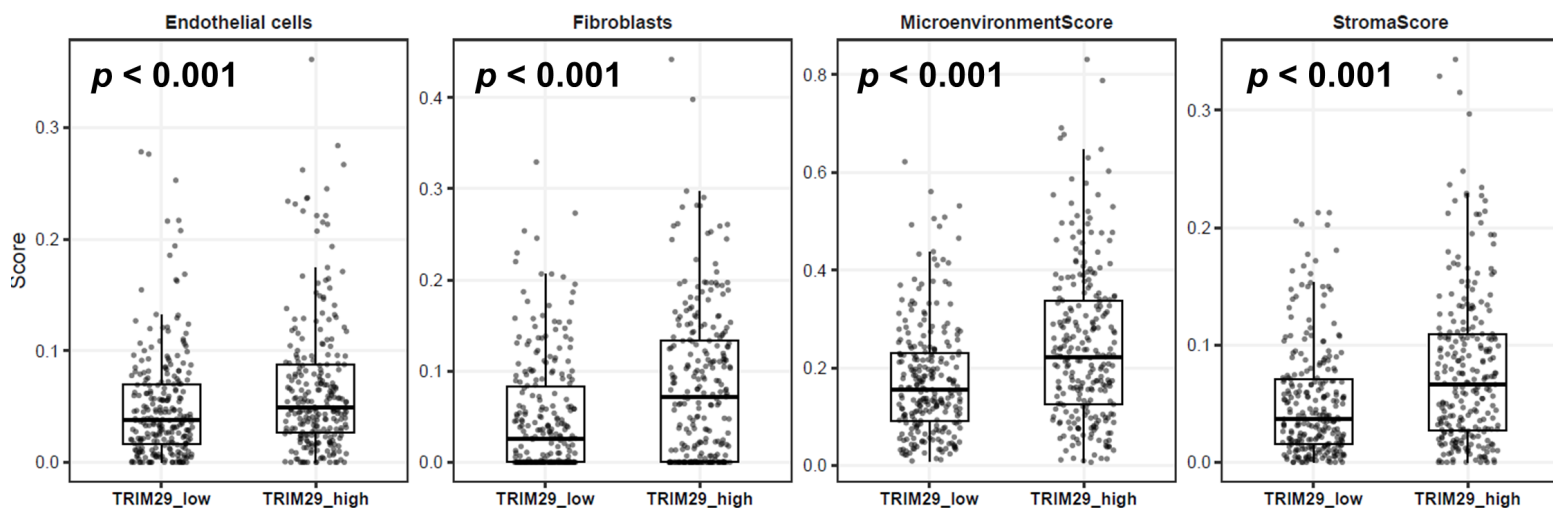 Endothelial cells
Fibroblasts
MicroenvironmentScore
StromaScore
p < 0.001
p < 0.001
p < 0.001
p < 0.001
Score
0.3
0.2
0.1
0.0
0.4
0.3
0.2
0.1
0.0
0.8
0.6
0.4
0.2
0.0
0.3
0.2
0.1
0.0
TRIM29_low
TRIM29_high
TRIM29_low
TRIM29_high
TRIM29_low
TRIM29_high
TRIM29_low
TRIM29_high